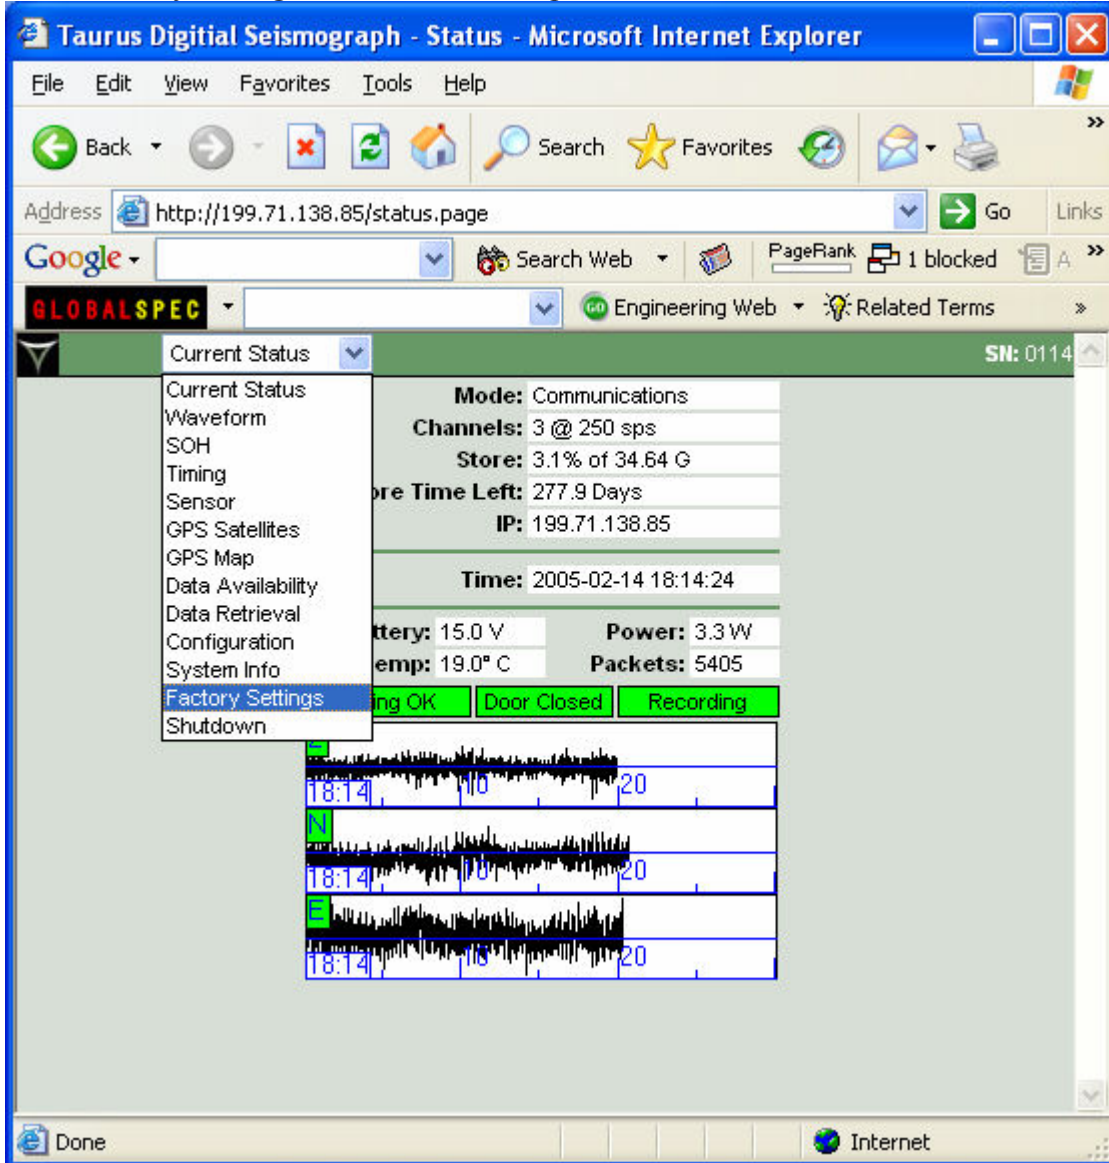 Taurus Digitial Seismograph - Status - Microsoft Internet Explorer
File Edit View Favorites Tools Help
Back Search Favorites »
Address http://199.71.138.85/status.page Go Links
Google Search Web PageRank 1 blocked A »
GLOBALSPEC GO Engineering Web Related Terms »
Current Status SN: 0114
Current Status
Waveform
SOH
Timing
Sensor
GPS Satellites
GPS Map
Data Availability
Data Retrieval
Configuration
System Info
Factory Settings
Shutdown
Mode: Communications
Channels: 3 @ 250 sps
Store: 3.1% of 34.64 G
ore Time Left: 277.9 Days
IP: 199.71.138.85
Time: 2005-02-14 18:14:24
ttery: 15.0 V Power: 3.3 W
emp: 19.0° C Packets: 5405
ing OK Door Closed Recording
Z
18:14 10 20
N
18:14 10 20
E
18:14 10 20
Done Internet